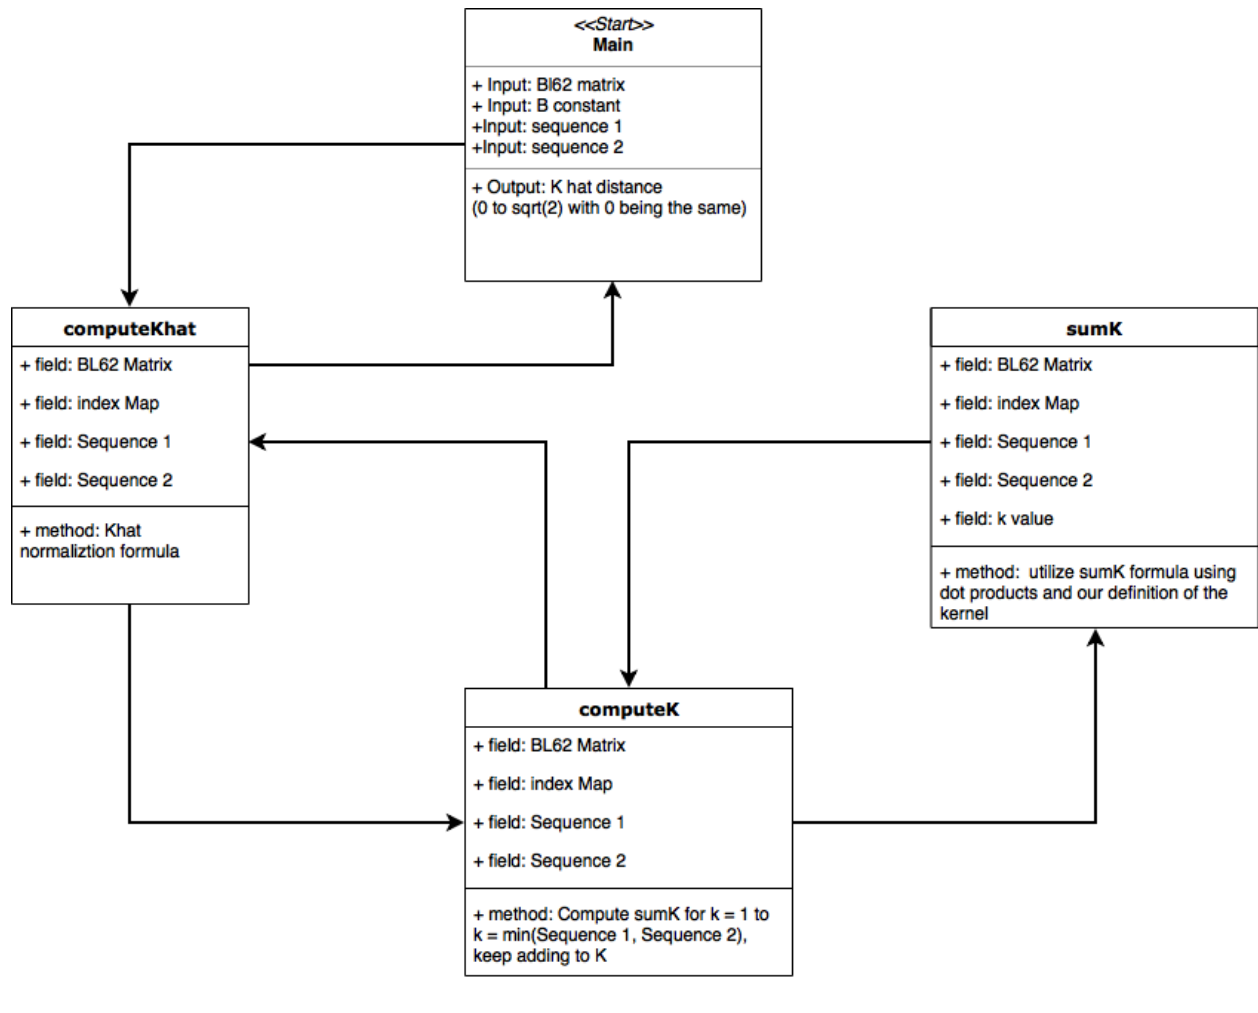 <<Start>>
Main
+ Input: Bl62 matrix
+ Input: B constant
+Input: sequence 1
+Input: sequence 2
+ Output: K hat distance
(0 to sqrt(2) with 0 being the same)
computeKhat
+ field: BL62 Matrix
+ field: index Map
+ field: Sequence 1
+ field: Sequence 2
+ method: Khat
normaliztion formula
sumK
+ field: BL62 Matrix
+ field: index Map
+ field: Sequence 1
+ field: Sequence 2
+ field: k value
+ method:  utilize sumK formula using
dot products and our definition of the
kernel
computeK
+ field: BL62 Matrix
+ field: index Map
+ field: Sequence 1
+ field: Sequence 2
+ method: Compute sumK for k = 1 to
k = min(Sequence 1, Sequence 2),
keep adding to K